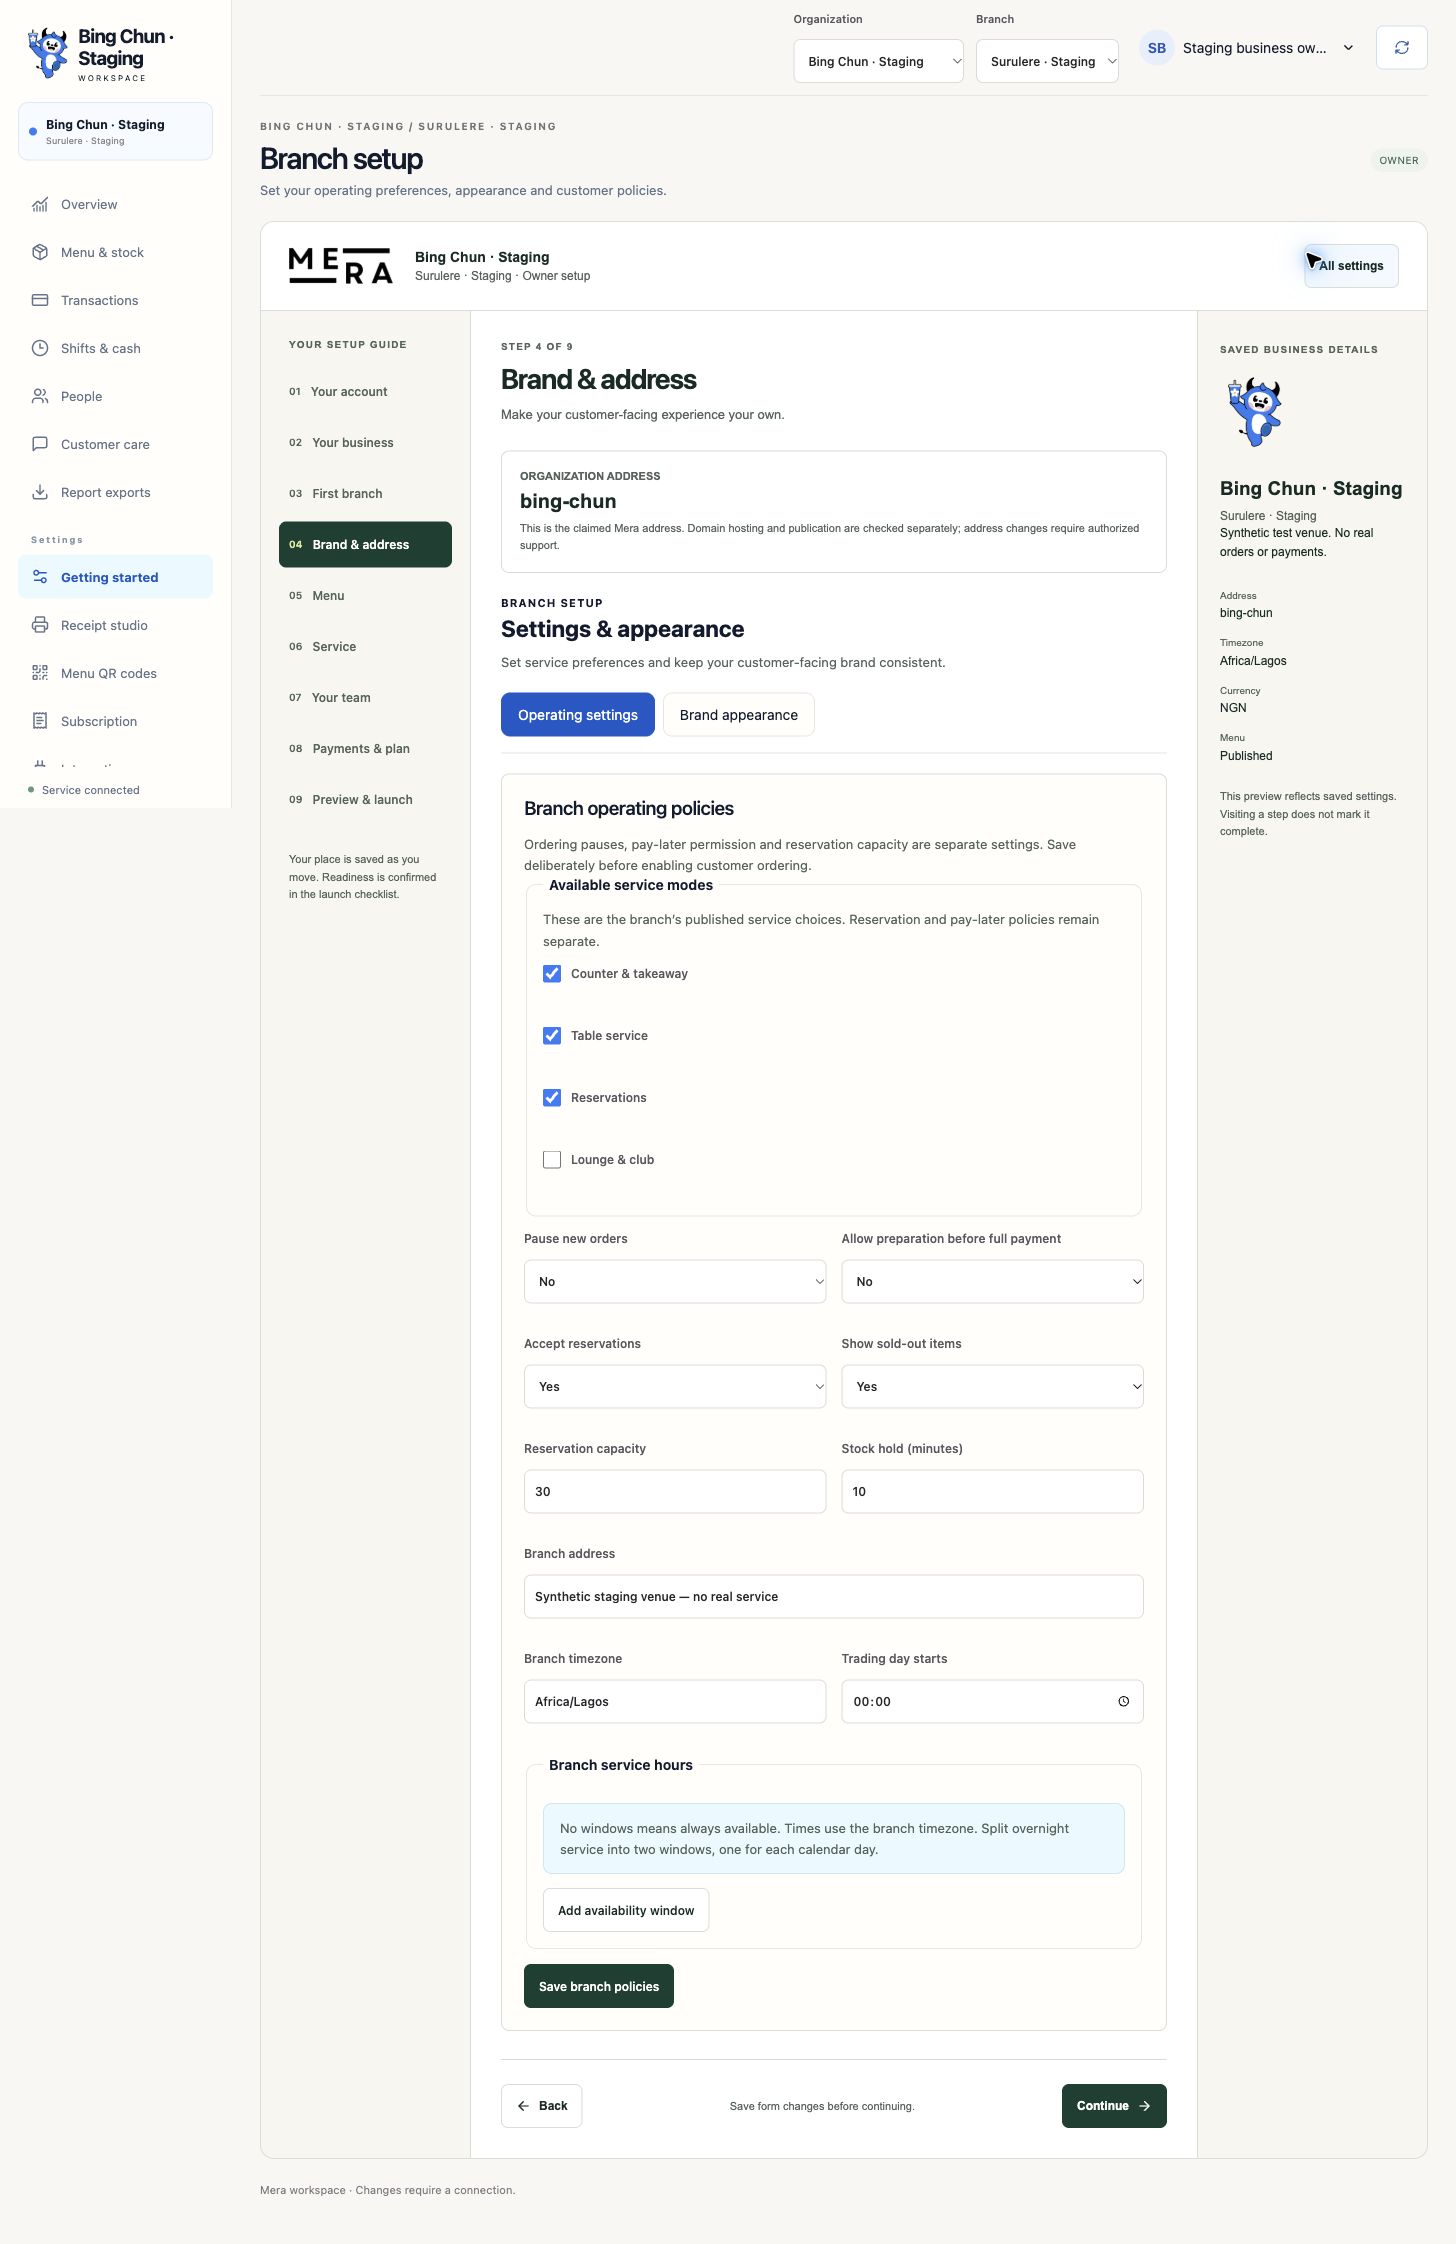 Bing Chun ·
Staging
WORKSPACE
Bing Chun · Staging
Surulere · Staging
Overview
Menu & stock
Transactions
Shifts & cash
People
Customer care
Report exports
Settings
Getting started
Receipt studio
Menu QR codes
Subscription
Service connected
Organization
Bing Chun · Staging
Branch
Surulere · Staging
SB
Staging business ow...
BING CHUN · STAGING / SURULERE · STAGING
Branch setup
Set your operating preferences, appearance and customer policies.
OWNER
MERA
Bing Chun · Staging
Surulere · Staging · Owner setup
All settings
YOUR SETUP GUIDE
01 Your account
02 Your business
03 First branch
04 Brand & address
05 Menu
06 Service
07 Your team
08 Payments & plan
09 Preview & launch
Your place is saved as you
move. Readiness is confirmed
in the launch checklist.
STEP 4 OF 9
Brand & address
Make your customer-facing experience your own.
ORGANIZATION ADDRESS
bing-chun
This is the claimed Mera address. Domain hosting and publication are checked separately; address changes require authorized
support.
BRANCH SETUP
Settings & appearance
Set service preferences and keep your customer-facing brand consistent.
Operating settings
Brand appearance
Branch operating policies
Ordering pauses, pay-later permission and reservation capacity are separate settings. Save
deliberately before enabling customer ordering.
Available service modes
These are the branch’s published service choices. Reservation and pay-later policies remain
separate.
Counter & takeaway
Table service
Reservations
Lounge & club
Pause new orders
No
Allow preparation before full payment
No
Accept reservations
Yes
Show sold-out items
Yes
Reservation capacity
30
Stock hold (minutes)
10
Branch address
Synthetic staging venue — no real service
Branch timezone
Africa/Lagos
Trading day starts
00:00
Branch service hours
No windows means always available. Times use the branch timezone. Split overnight
service into two windows, one for each calendar day.
Add availability window
Save branch policies
Back
Save form changes before continuing.
Continue
SAVED BUSINESS DETAILS
Bing Chun · Staging
Surulere · Staging
Synthetic test venue. No real
orders or payments.
Address
bing-chun
Timezone
Africa/Lagos
Currency
NGN
Menu
Published
This preview reflects saved settings.
Visiting a step does not mark it
complete.
Mera workspace · Changes require a connection.